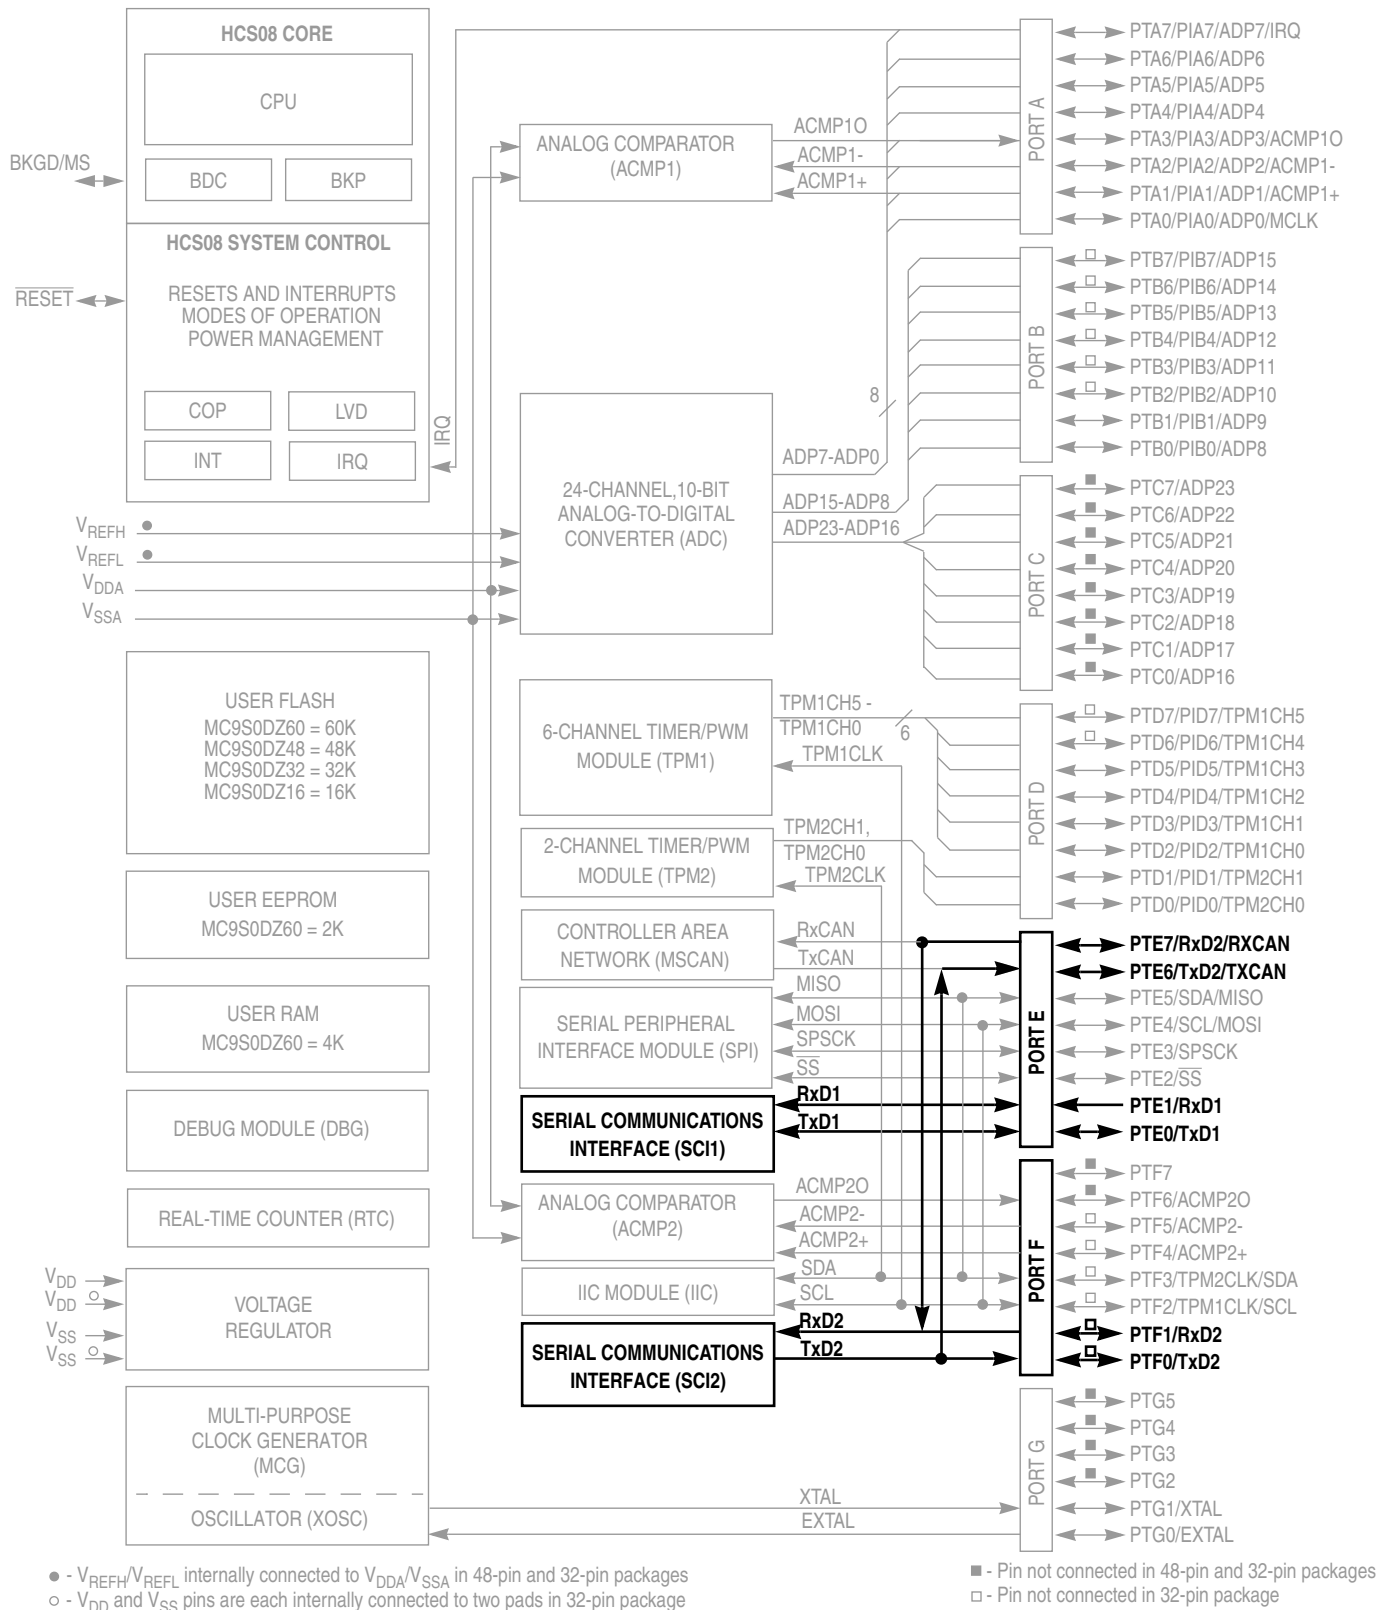 HCS08 CORE
CPU
BDC
BKP
BKGD/MS
HCS08 SYSTEM CONTROL
RESETS AND INTERRUPTS
MODES OF OPERATION
POWER MANAGEMENT
RESET
COP
LVD
INT
IRQ
IRQ
VREFH
VREFL
VDDA
VSSA
USER FLASH
MC9S0DZ60 = 60K
MC9S0DZ48 = 48K
MC9S0DZ32 = 32K
MC9S0DZ16 = 16K
USER EEPROM
MC9S0DZ60 = 2K
USER RAM
MC9S0DZ60 = 4K
DEBUG MODULE (DBG)
REAL-TIME COUNTER (RTC)
VDD
VDD
VSS
VSS
VOLTAGE
REGULATOR
MULTI-PURPOSE
CLOCK GENERATOR
(MCG)
OSCILLATOR (XOSC)
ANALOG COMPARATOR
(ACMP1)
ACMP1O
ACMP1-
ACMP1+
24-CHANNEL,10-BIT
ANALOG-TO-DIGITAL
CONVERTER (ADC)
8
ADP7-ADP0
ADP15-ADP8
ADP23-ADP16
6-CHANNEL TIMER/PWM
MODULE (TPM1)
TPM1CH5 -
TPM1CH0
6
TPM1CLK
2-CHANNEL TIMER/PWM
MODULE (TPM2)
TPM2CH1,
TPM2CH0
TPM2CLK
CONTROLLER AREA
NETWORK (MSCAN)
RxCAN
TxCAN
SERIAL PERIPHERAL
INTERFACE MODULE (SPI)
MISO
MOSI
SPSCK
SS
SERIAL COMMUNICATIONS
INTERFACE (SCI1)
RxD1
TxD1
ANALOG COMPARATOR
(ACMP2)
ACMP2O
ACMP2-
ACMP2+
IIC MODULE (IIC)
SDA
SCL
SERIAL COMMUNICATIONS
INTERFACE (SCI2)
RxD2
TxD2
XTAL
EXTAL
PORT A
PTA7/PIA7/ADP7/IRQ
PTA6/PIA6/ADP6
PTA5/PIA5/ADP5
PTA4/PIA4/ADP4
PTA3/PIA3/ADP3/ACMP1O
PTA2/PIA2/ADP2/ACMP1-
PTA1/PIA1/ADP1/ACMP1+
PTA0/PIA0/ADP0/MCLK
PORT B
PTB7/PIB7/ADP15
PTB6/PIB6/ADP14
PTB5/PIB5/ADP13
PTB4/PIB4/ADP12
PTB3/PIB3/ADP11
PTB2/PIB2/ADP10
PTB1/PIB1/ADP9
PTB0/PIB0/ADP8
PORT C
PTC7/ADP23
PTC6/ADP22
PTC5/ADP21
PTC4/ADP20
PTC3/ADP19
PTC2/ADP18
PTC1/ADP17
PTC0/ADP16
PORT D
PTD7/PID7/TPM1CH5
PTD6/PID6/TPM1CH4
PTD5/PID5/TPM1CH3
PTD4/PID4/TPM1CH2
PTD3/PID3/TPM1CH1
PTD2/PID2/TPM1CH0
PTD1/PID1/TPM2CH1
PTD0/PID0/TPM2CH0
PORT E
PTE7/RxD2/RXCAN
PTE6/TxD2/TXCAN
PTE5/SDA/MISO
PTE4/SCL/MOSI
PTE3/SPSCK
PTE2/SS
PTE1/RxD1
PTE0/TxD1
PORT F
PTF7
PTF6/ACMP2O
PTF5/ACMP2-
PTF4/ACMP2+
PTF3/TPM2CLK/SDA
PTF2/TPM1CLK/SCL
PTF1/RxD2
PTF0/TxD2
PORT G
PTG5
PTG4
PTG3
PTG2
PTG1/XTAL
PTG0/EXTAL
● - VREFH/VREFL internally connected to VDDA/VSSA in 48-pin and 32-pin packages
○ - VDD and VSS pins are each internally connected to two pads in 32-pin package
■ - Pin not connected in 48-pin and 32-pin packages
□ - Pin not connected in 32-pin package